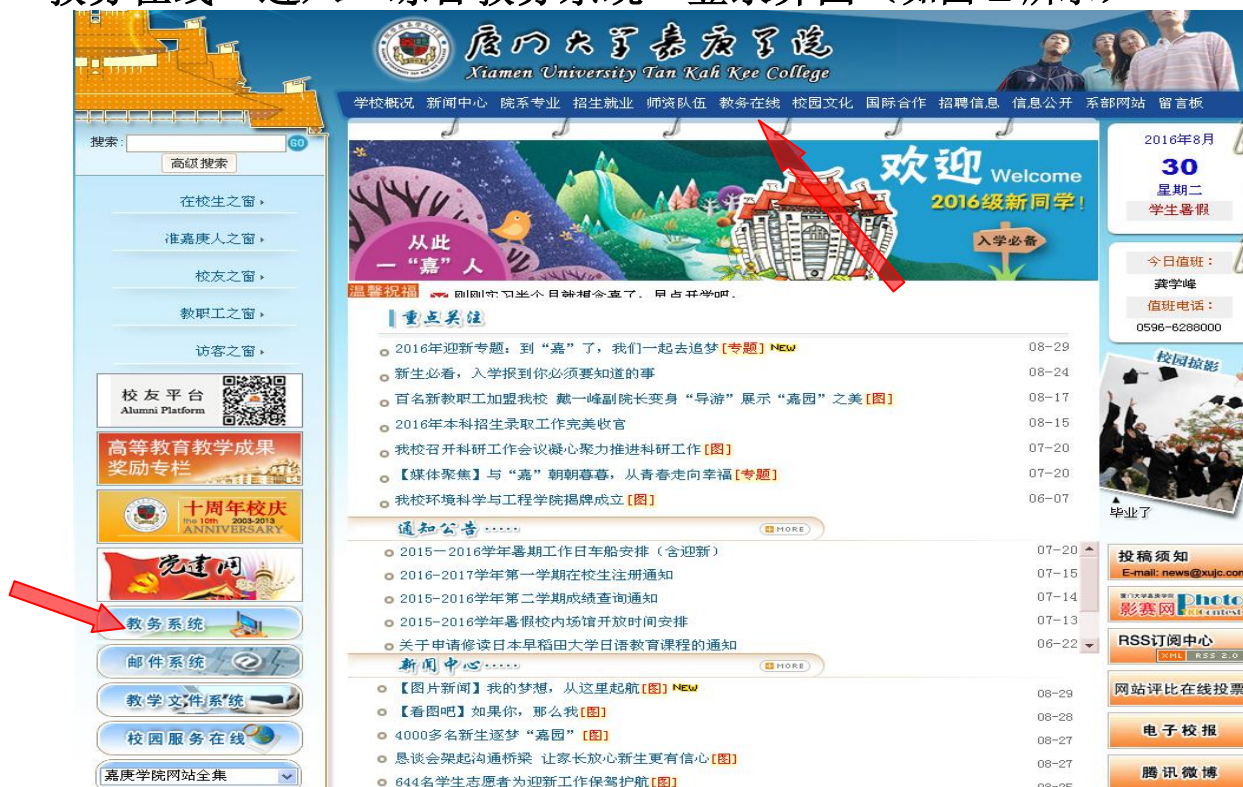 厦门大学嘉庚学院
Xiamen University Tan Kah Kee College
学校概况 新闻中心 院系专业 招生就业 师资队伍 教务在线 校园文化 国际合作 招聘信息 信息公开 系部网站 留言板
搜索:
GO
高级搜索
在校生之窗
准嘉庚人之窗
校友之窗
教职工之窗
访客之窗
校友平台
Alumni Platform
高等教育教学成果
奖励专栏
十周年校庆
the 10th 2003-2013
ANNIVERSARY
党建网
教务系统
邮件系统
教学文件系统
校园服务在线
嘉庚学院网站全集
欢迎 Welcome
2016级新同学!
入学必备
从此
一“嘉”人
温馨祝福 刚刚实习半个月就想念嘉了，早点开学吧，
重点关注
2016年迎新专题：到“嘉”了，我们一起去追梦[专题] NEW 08-29
新生必看，入学报到你必须要知道的事 08-24
百名新教职工加盟我校 戴一峰副院长变身“导游”展示“嘉园”之美[图] 08-17
2016年本科招生录取工作完美收官 08-15
我校召开科研工作会议凝心聚力推进科研工作[图] 07-20
【媒体聚焦】与“嘉”朝朝暮暮，从青春走向幸福[专题] 07-20
我校环境科学与工程学院揭牌成立[图] 06-07
通知公告····· MORE
2015—2016学年暑期工作日车船安排（含迎新） 07-20
2016-2017学年第一学期在校生注册通知 07-15
2015-2016学年第二学期成绩查询通知 07-14
2015-2016学年暑假校内场馆开放时间安排 07-13
关于申请修读日本早稻田大学日语教育课程的通知 06-22
新闻中心····· MORE
【图片新闻】我的梦想，从这里起航[图] NEW 08-29
【看图吧】如果你，那么我[图] 08-28
4000多名新生逐梦“嘉园”[图] 08-27
恳谈会架起沟通桥梁 让家长放心新生更有信心[图] 08-27
644名学生志愿者为迎新工作保驾护航[图]
2016年8月
30
星期二
学生暑假
今日值班：
龚学峰
值班电话：
0596-6288000
校园掠影
毕业了
投稿须知
E-mail: news@xujc.com
影赛网 Photo contest
RSS订阅中心
XML RSS 2.0
网站评比在线投票
电子校报
腾讯微博